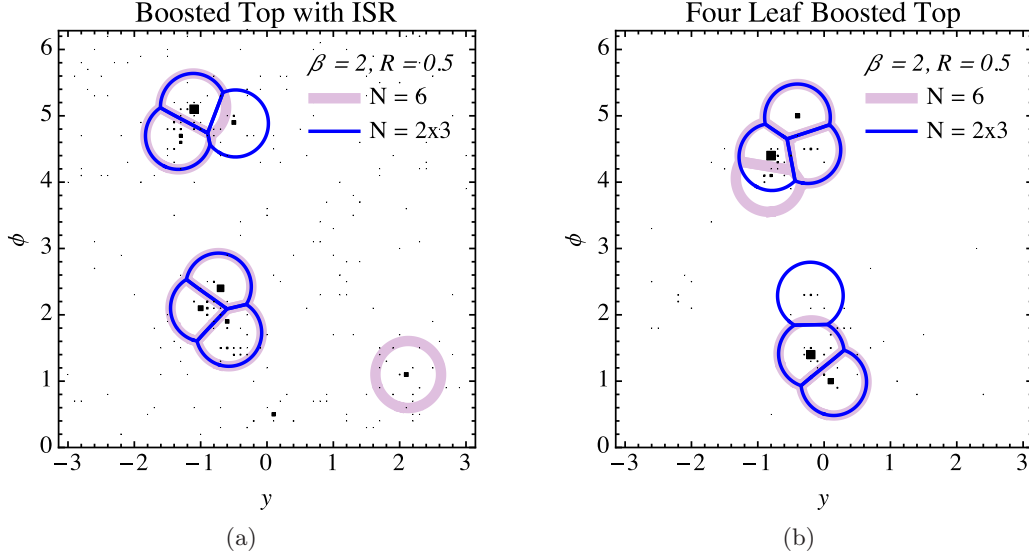 Boosted Top with ISR
β = 2, R = 0.5
N = 6
N = 2x3
ϕ
6
5
4
3
2
1
0
−3 −2 −1 0 1 2 3
y
(a)
Four Leaf Boosted Top
β = 2, R = 0.5
N = 6
N = 2x3
ϕ
6
5
4
3
2
1
0
−3 −2 −1 0 1 2 3
y
(b)